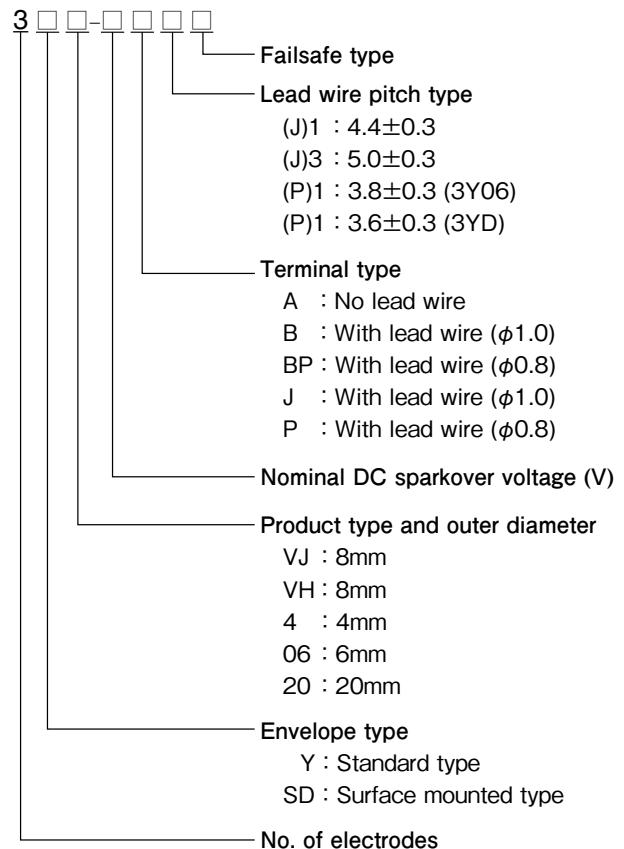 3□□-□□□□
Failsafe type
Lead wire pitch type
(J)1 : 4.4±0.3
(J)3 : 5.0±0.3
(P)1 : 3.8±0.3 (3Y06)
(P)1 : 3.6±0.3 (3YD)
Terminal type
A : No lead wire
B : With lead wire (φ1.0)
BP : With lead wire (φ0.8)
J : With lead wire (φ1.0)
P : With lead wire (φ0.8)
Nominal DC sparkover voltage (V)
Product type and outer diameter
VJ : 8mm
VH : 8mm
4 : 4mm
06 : 6mm
20 : 20mm
Envelope type
Y : Standard type
SD : Surface mounted type
No. of electrodes